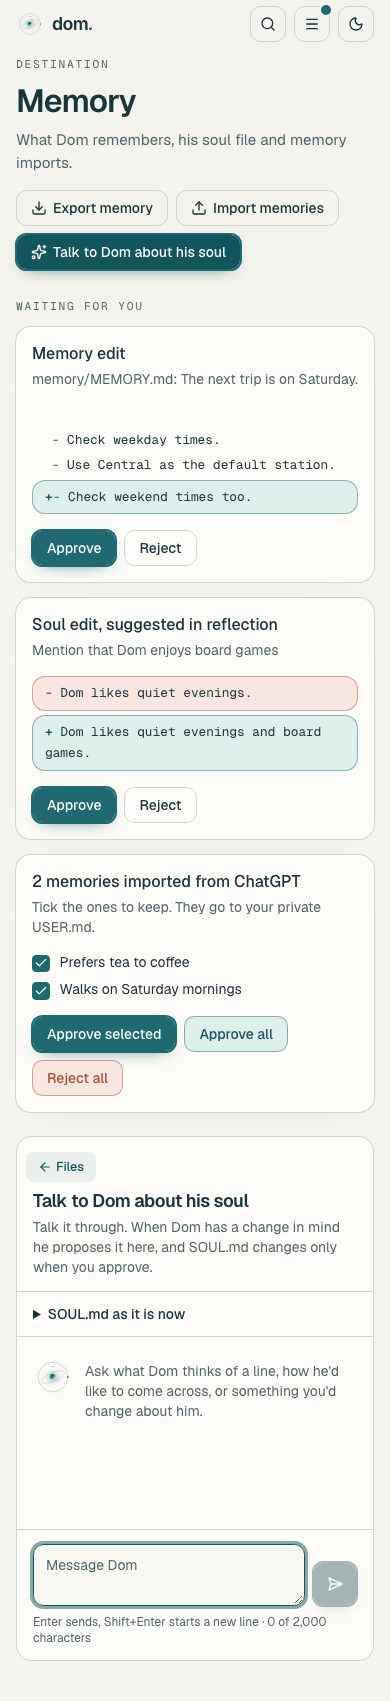 dom.
DESTINATION
Memory
What Dom remembers, his soul file and memory
imports.
Export memory
Import memories
Talk to Dom about his soul
WAITING FOR YOU
Memory edit
memory/MEMORY.md: The next trip is on Saturday.
- Check weekday times.
- Use Central as the default station.
+- Check weekend times too.
Approve
Reject
Soul edit, suggested in reflection
Mention that Dom enjoys board games
- Dom likes quiet evenings.
+ Dom likes quiet evenings and board
games.
Approve
Reject
2 memories imported from ChatGPT
Tick the ones to keep. They go to your private
USER.md.
Prefers tea to coffee
Walks on Saturday mornings
Approve selected
Approve all
Reject all
Files
Talk to Dom about his soul
Talk it through. When Dom has a change in mind
he proposes it here, and SOUL.md changes only
when you approve.
SOUL.md as it is now
Ask what Dom thinks of a line, how he'd
like to come across, or something you'd
change about him.
Message Dom
Enter sends, Shift+Enter starts a new line · 0 of 2,000
characters